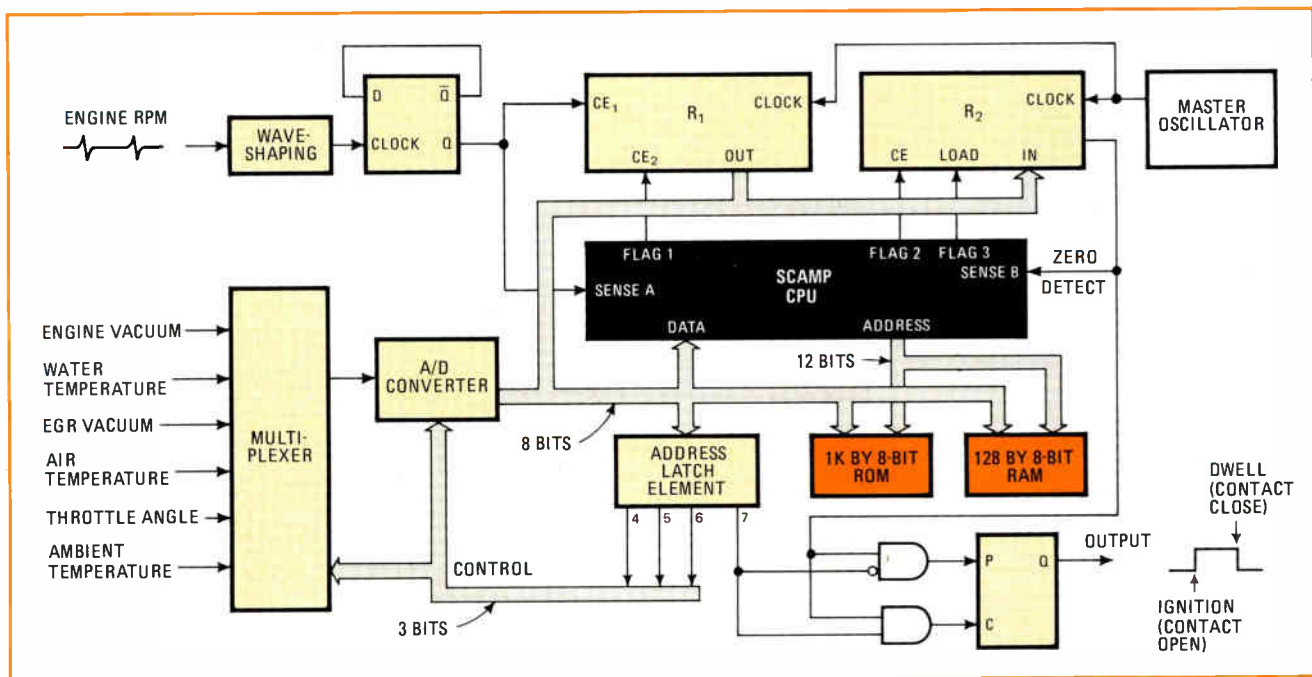 ENGINE RPM
WAVE-
SHAPING
D
Q̅
CLOCK
Q
CE₁
R₁
CLOCK
CE₂
OUT
R₂
CLOCK
CE
LOAD
IN
MASTER
OSCILLATOR
FLAG 1
FLAG 2
FLAG 3
SENSE A
SCAMP
CPU
SENSE B
ZERO
DETECT
DATA
ADDRESS
ENGINE VACUUM
WATER
TEMPERATURE
EGR VACUUM
AIR
TEMPERATURE
THROTTLE ANGLE
AMBIENT
TEMPERATURE
MULTI-
PLEXER
A/D
CONVERTER
8 BITS
12 BITS
ADDRESS
LATCH
ELEMENT
1K BY 8-BIT
ROM
128 BY 8-BIT
RAM
4
5
6
7
CONTROL
3 BITS
P
Q
C
OUTPUT
DWELL
(CONTACT
CLOSE)
IGNITION
(CONTACT
OPEN)